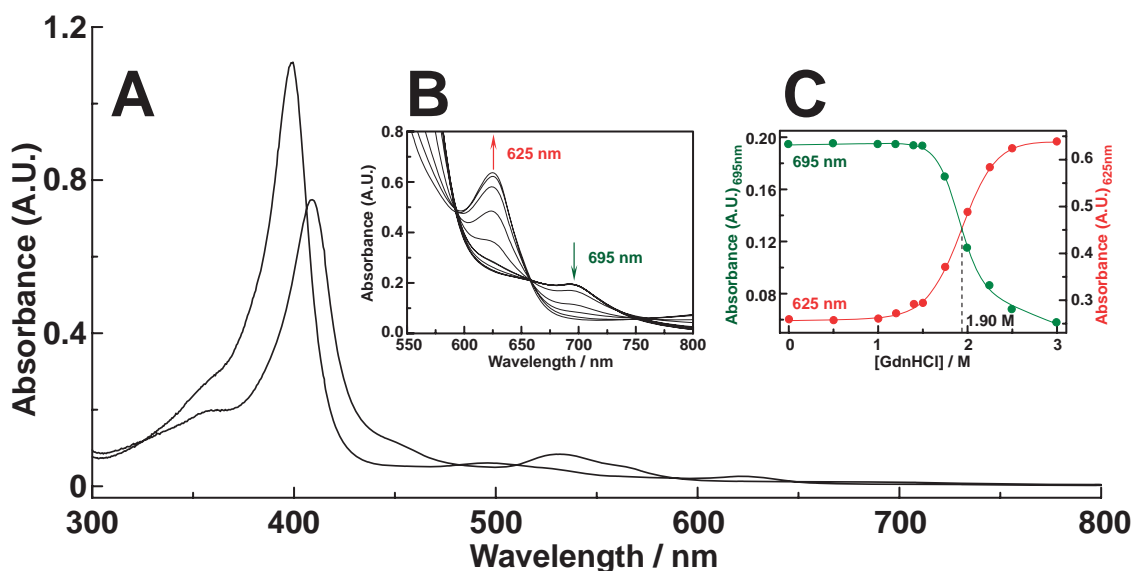 A
B
C
1.2
0.8
0.4
0
Absorbance (A.U.)
300
400
500
600
700
800
Wavelength / nm
0.8
0.6
0.4
0.2
0.0
Absorbance (A.U.)
625 nm
695 nm
550
600
650
700
750
800
Wavelength / nm
0.20
0.16
0.12
0.08
Absorbance (A.U.)695nm
695 nm
625 nm
1.90 M
0.6
0.5
0.4
0.3
Absorbance (A.U.)625nm
0
1
2
3
[GdnHCl] / M